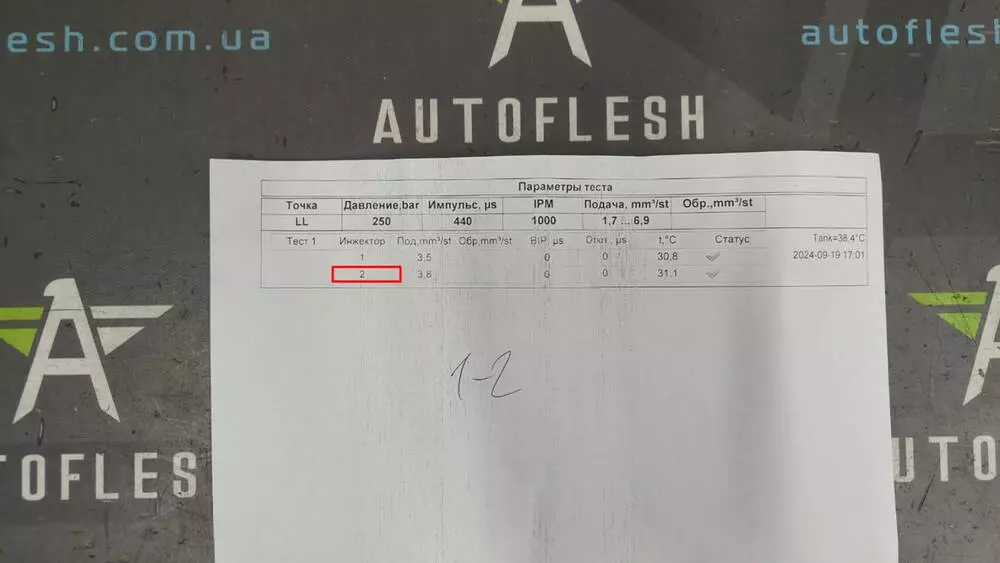 esh.com.ua
autoflesh
AUTOFLESH
Параметры теста
Точка Давление,bar Импульс, µs IPM Подача, mm³/st Обр.,mm³/st
LL 250 440 1000 1,7 ... 6,9
Тест 1 Инжектор Под,mm³/st Обр,mm³/st BIP, µs Откл , µs t,°C Статус Tank=38,4°C
1 3,5 0 0 30,8 2024-09-19 17:01
2 3,8 0 0 31,1
1-2
TOFLES
UTO